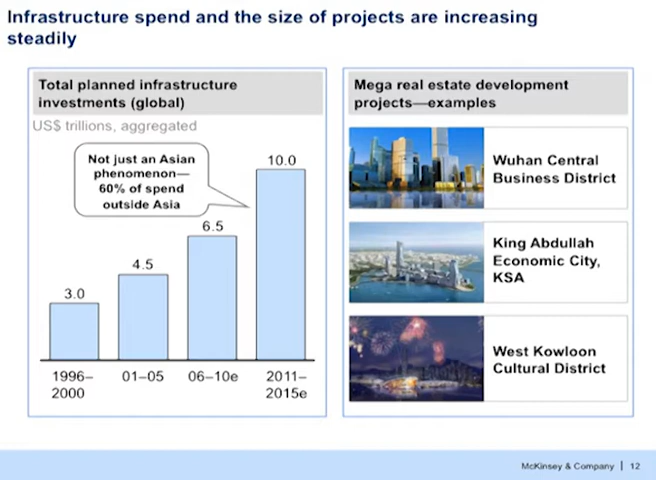 Infrastructure spend and the size of projects are increasing
steadily
Total planned infrastructure
investments (global)
US$ trillions, aggregated
Not just an Asian
phenomenon—
60% of spend
outside Asia
10.0
6.5
4.5
3.0
1996–
2000
01–05
06–10e
2011–
2015e
Mega real estate development
projects—examples
Wuhan Central
Business District
King Abdullah
Economic City,
KSA
West Kowloon
Cultural District
McKinsey & Company | 12